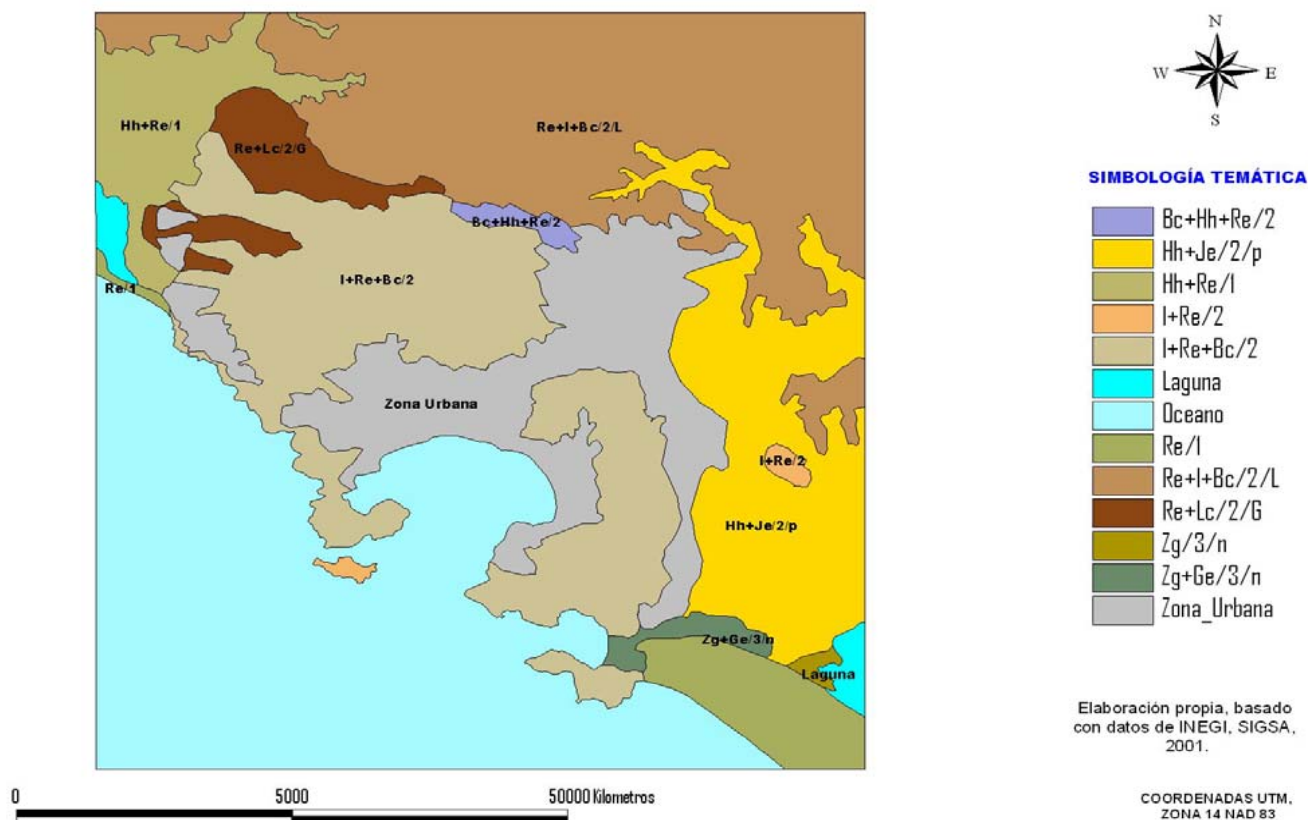 N
W E
S
Hh+Re/1
Re+Lc/2/G
Re+I+Bc/2/L
Bc+Hh+Re/2
I+Re+Bc/2
Re/1
Zona Urbana
I+Re/2
Hh+Je/2/p
Zg+Ge/3/n
Laguna
SIMBOLOGÍA TEMÁTICA
Bc+Hh+Re/2
Hh+Je/2/p
Hh+Re/1
I+Re/2
I+Re+Bc/2
Laguna
Oceano
Re/1
Re+I+Bc/2/L
Re+Lc/2/G
Zg/3/n
Zg+Ge/3/n
Zona_Urbana
Elaboración propia, basado
con datos de INEGI, SIGSA,
2001.
0 5000 50000 Kilometros
COORDENADAS UTM,
ZONA 14 NAD 83